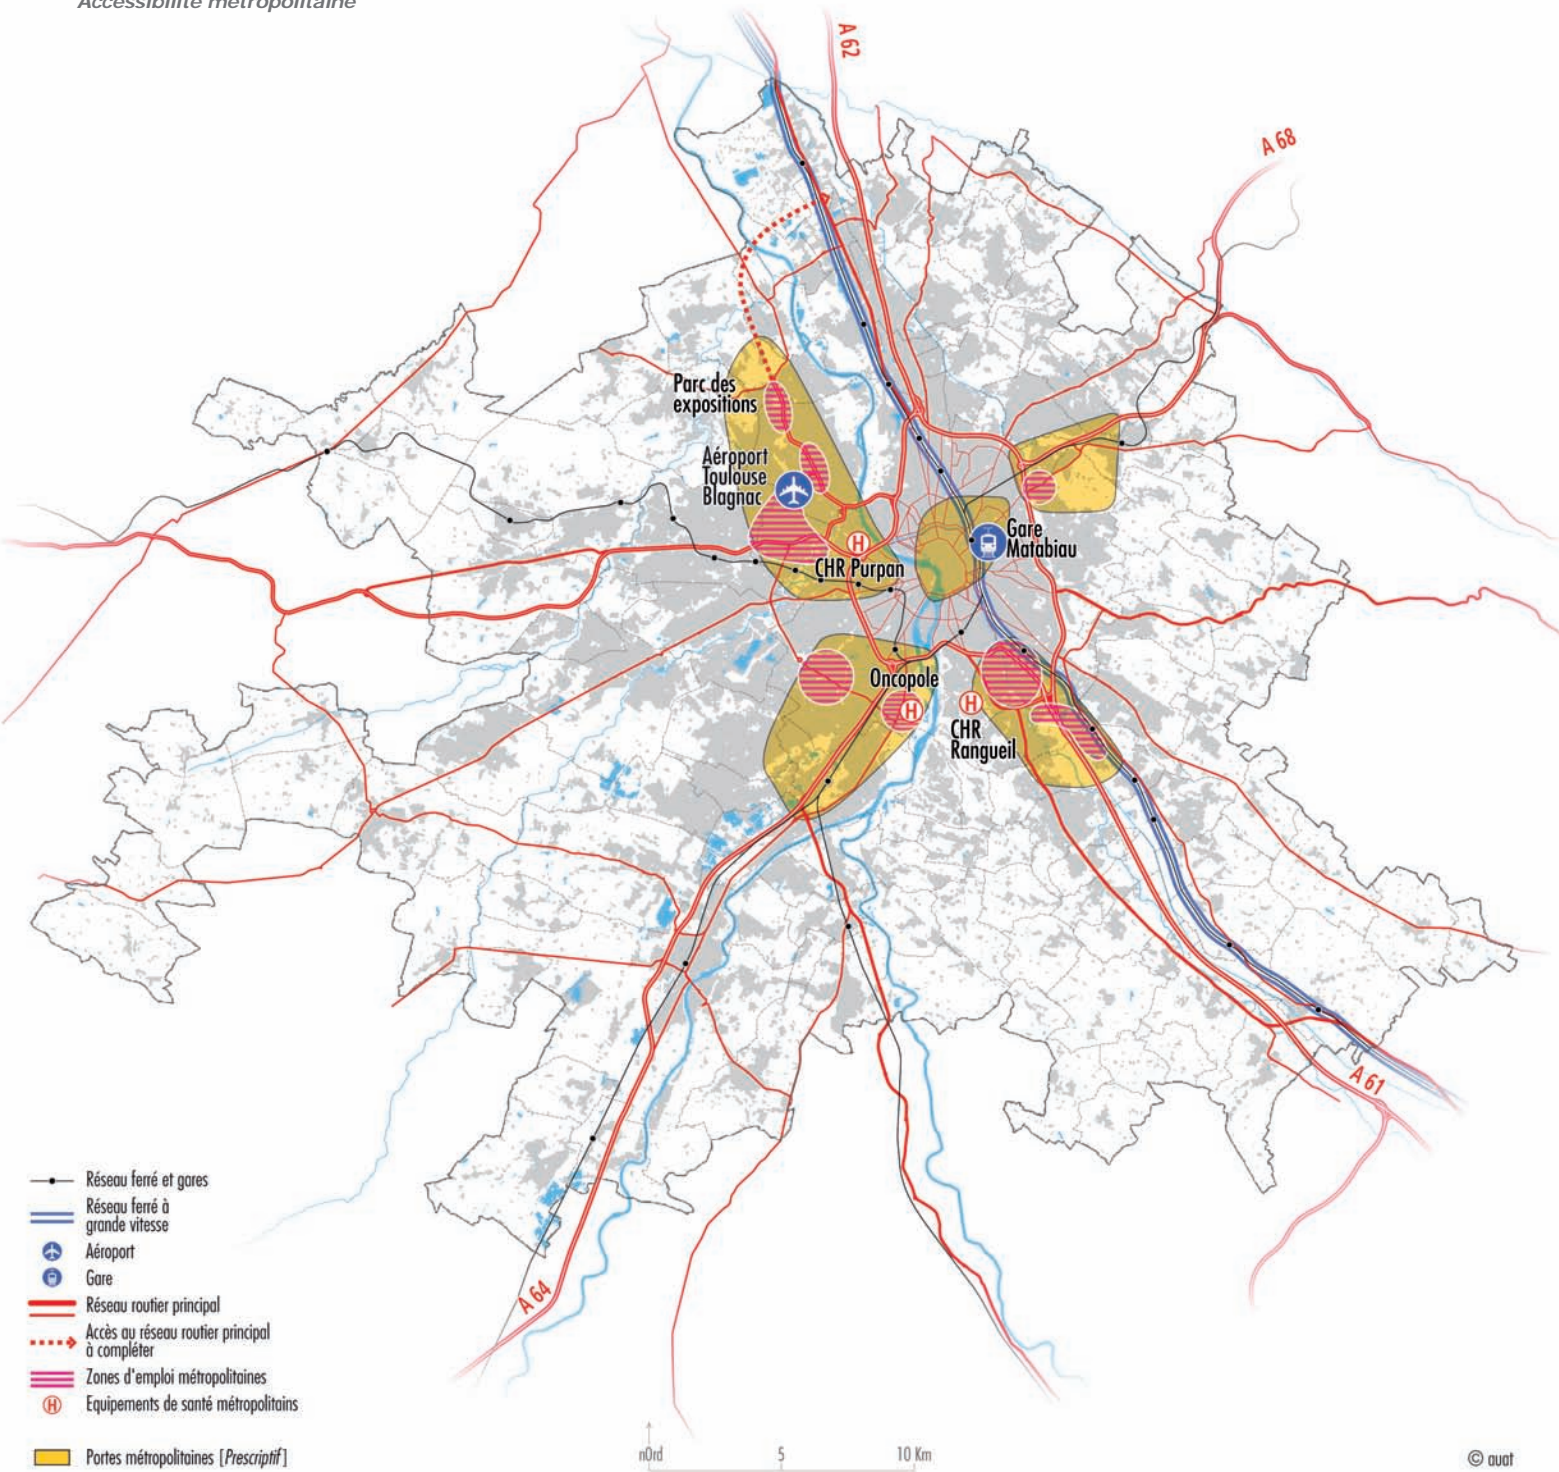 Accessibilité métropolitaine
A 62
A 68
Parc des
expositions
Aéroport
Toulouse
Blagnac
Gare
Matabiau
H
CHR Purpan
Oncopole
H
H
CHR
Rangueil
A 61
A 64
Réseau ferré et gares
Réseau ferré à
grande vitesse
Aéroport
Gare
Réseau routier principal
Accès au réseau routier principal
à compléter
Zones d'emploi métropolitaines
H
Equipements de santé métropolitains
Portes métropolitaines [Prescriptif]
nOrd
5
10 Km
© auat